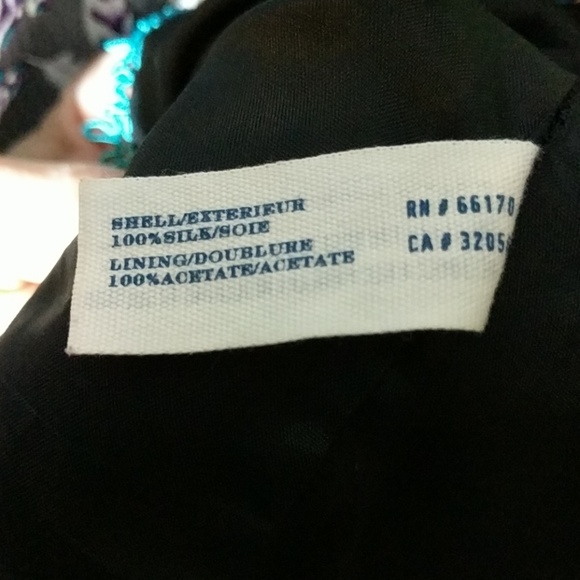 SHELL/EXTERIEUR
100%SILK/SOIE
LINING/DOUBLURE
100%ACETATE/ACETATE
RN # 66170
CA #